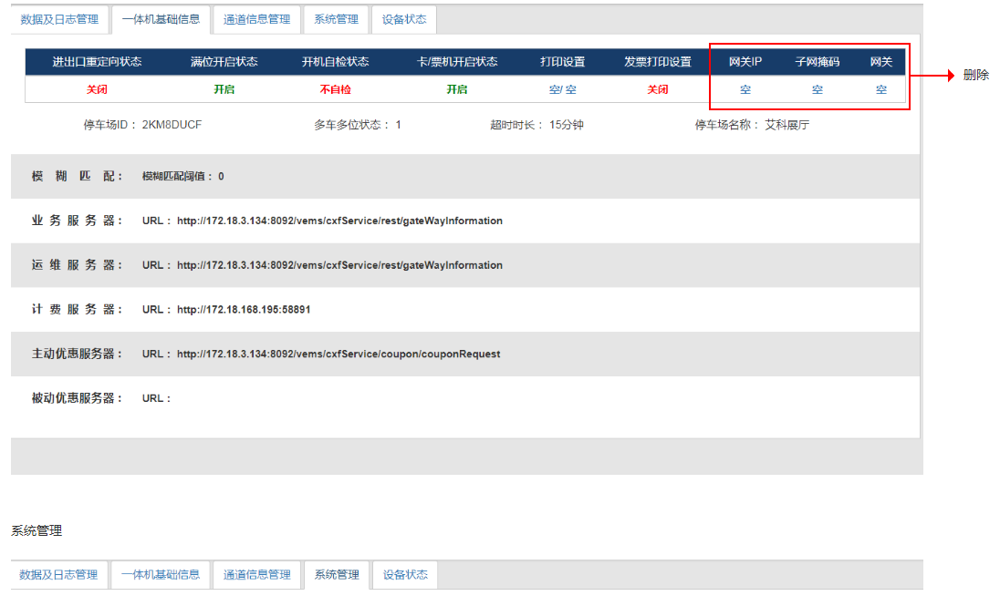 数据及日志管理 一体机基础信息 通道信息管理 系统管理 设备状态
进出口重定向状态 满位开启状态 开机自检状态 卡/票机开启状态 打印设置 发票打印设置 网关IP 子网掩码 网关
关闭 开启 不自检 开启 空/ 空 关闭 空 空 空
删除
停车场ID： 2KM8DUCF 多车多位状态： 1 超时时长： 15分钟 停车场名称： 艾科展厅
模 糊 匹 配： 模糊匹配阈值： 0
业 务 服 务 器： URL： http://172.18.3.134:8092/vems/cxfService/rest/gateWayInformation
运 维 服 务 器： URL： http://172.18.3.134:8092/vems/cxfService/rest/gateWayInformation
计 费 服 务 器： URL： http://172.18.168.195:58891
主动优惠服务器： URL： http://172.18.3.134:8092/vems/cxfService/coupon/couponRequest
被动优惠服务器： URL：
系统管理
数据及日志管理 一体机基础信息 通道信息管理 系统管理 设备状态